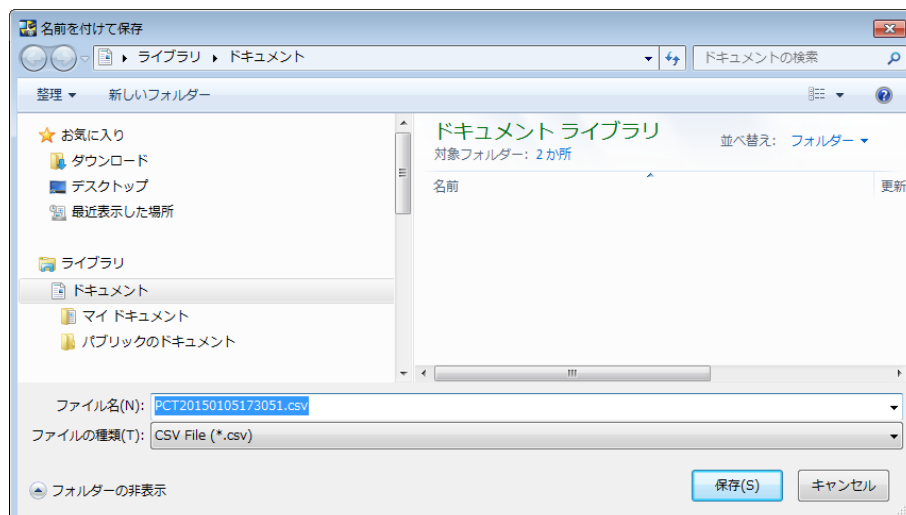 名前を付けて保存
ライブラリ ドキュメント ドキュメントの検索
整理 新しいフォルダー
お気に入り
ダウンロード
デスクトップ
最近表示した場所
ライブラリ
ドキュメント
マイ ドキュメント
パブリックのドキュメント
ドキュメント ライブラリ
対象フォルダー: 2 か所
並べ替え: フォルダー
名前 更新
ファイル名(N): PCT20150105173051.csv
ファイルの種類(T): CSV File (*.csv)
フォルダーの非表示 保存(S) キャンセル